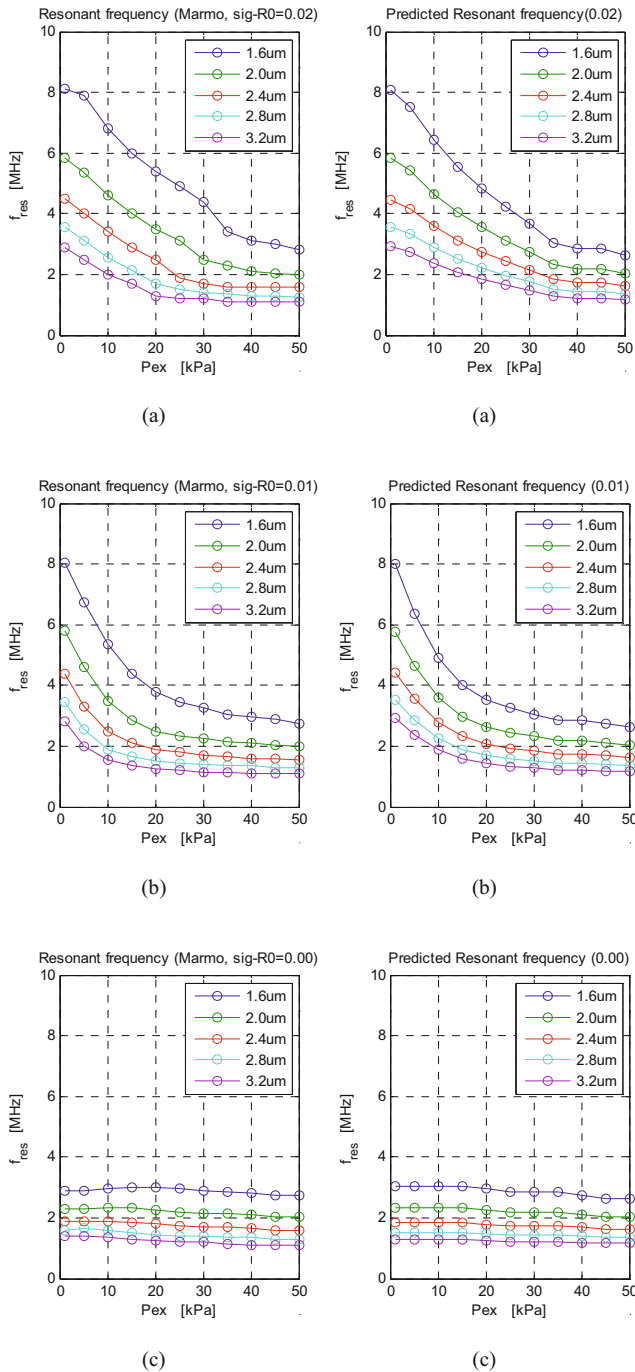 Resonant frequency (Marmo, sig-R0=0.02)
10
8
6
4
2
0
f_res [MHz]
1.6um
2.0um
2.4um
2.8um
3.2um
0 10 20 30 40 50
Pex [kPa]
(a)
Predicted Resonant frequency(0.02)
10
8
6
4
2
0
f_res [MHz]
1.6um
2.0um
2.4um
2.8um
3.2um
0 10 20 30 40 50
Pex [kPa]
(a)
Resonant frequency (Marmo, sig-R0=0.01)
10
8
6
4
2
0
f_res [MHz]
1.6um
2.0um
2.4um
2.8um
3.2um
0 10 20 30 40 50
Pex [kPa]
(b)
Predicted Resonant frequency (0.01)
10
8
6
4
2
0
f_res [MHz]
1.6um
2.0um
2.4um
2.8um
3.2um
0 10 20 30 40 50
Pex [kPa]
(b)
Resonant frequency (Marmo, sig-R0=0.00)
10
8
6
4
2
0
f_res [MHz]
1.6um
2.0um
2.4um
2.8um
3.2um
0 10 20 30 40 50
Pex [kPa]
(c)
Predicted Resonant frequency (0.00)
10
8
6
4
2
0
f_res [MHz]
1.6um
2.0um
2.4um
2.8um
3.2um
0 10 20 30 40 50
Pex [kPa]
(c)